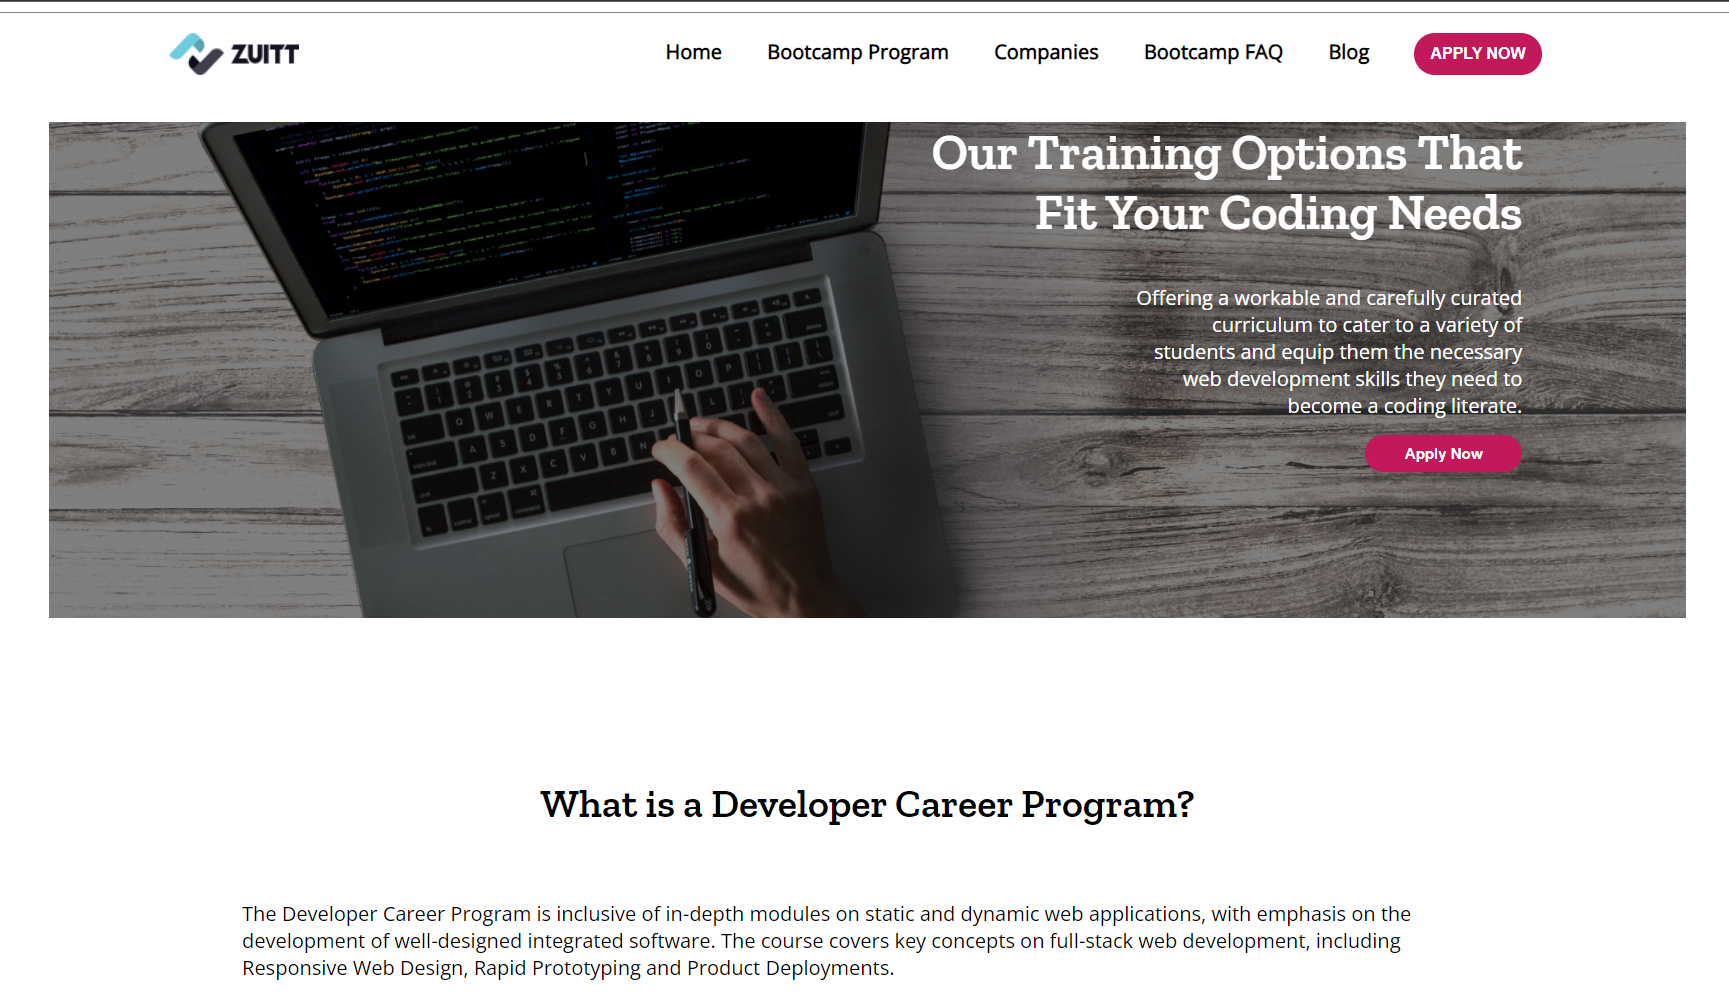 ZUITT
Home
Bootcamp Program
Companies
Bootcamp FAQ
Blog
APPLY NOW
Our Training Options That
Fit Your Coding Needs
Offering a workable and carefully curated
curriculum to cater to a variety of
students and equip them the necessary
web development skills they need to
become a coding literate.
Apply Now
What is a Developer Career Program?
The Developer Career Program is inclusive of in-depth modules on static and dynamic web applications, with emphasis on the
development of well-designed integrated software. The course covers key concepts on full-stack web development, including
Responsive Web Design, Rapid Prototyping and Product Deployments.